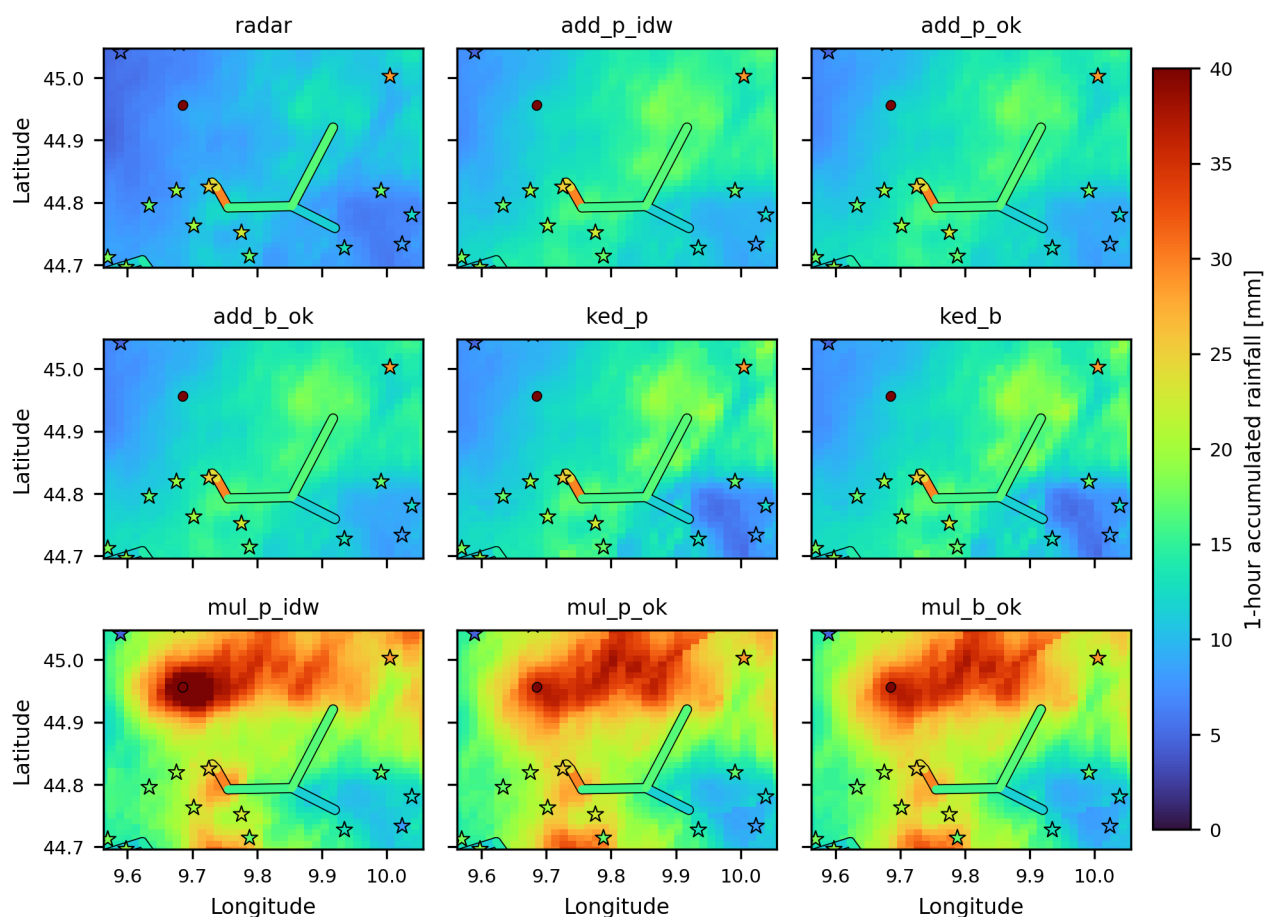 radar add_p_idw add_p_ok
45.0
44.9
44.8
44.7
Latitude
add_b_ok ked_p ked_b
45.0
44.9
44.8
44.7
Latitude
mul_p_idw mul_p_ok mul_b_ok
45.0
44.9
44.8
44.7
Latitude
9.6 9.7 9.8 9.9 10.0 9.6 9.7 9.8 9.9 10.0 9.6 9.7 9.8 9.9 10.0
Longitude Longitude Longitude
40
35
30
25
20
15
10
5
0
1-hour accumulated rainfall [mm]